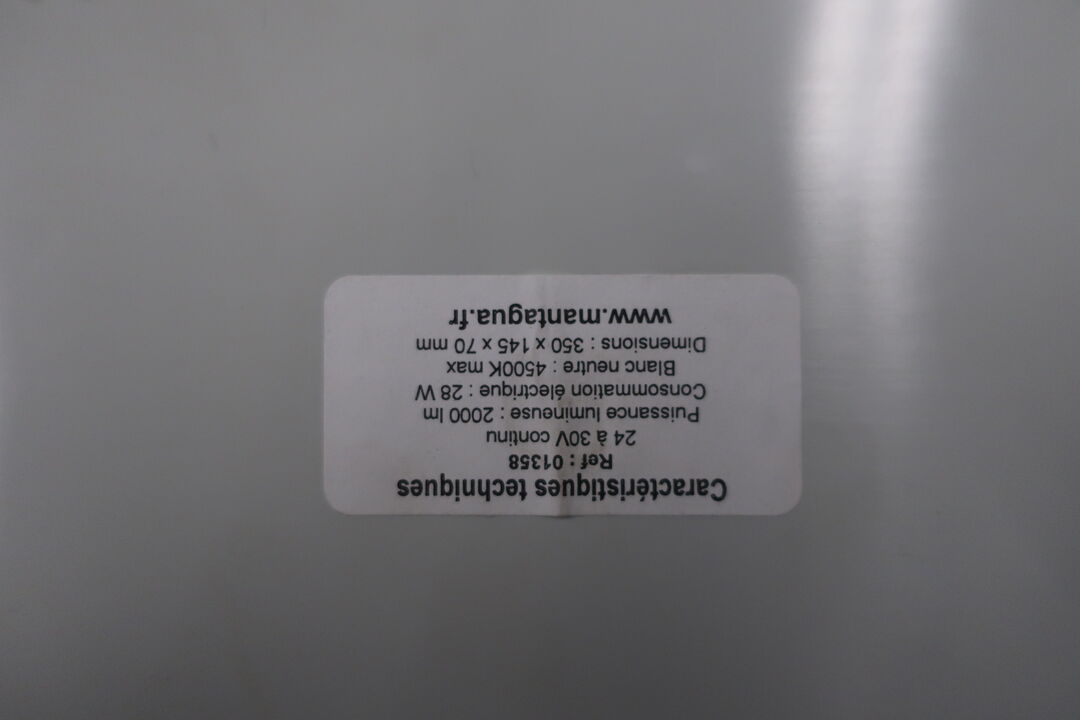 Caractéristiques techniques
Ref : 01358
24 à 30V continu
Puissance lumineuse : 2000 lm
Consommation électrique : 28 W
Blanc neutre : 4500K max
Dimensions : 350 x 145 x 70 mm
www.mantagua.fr